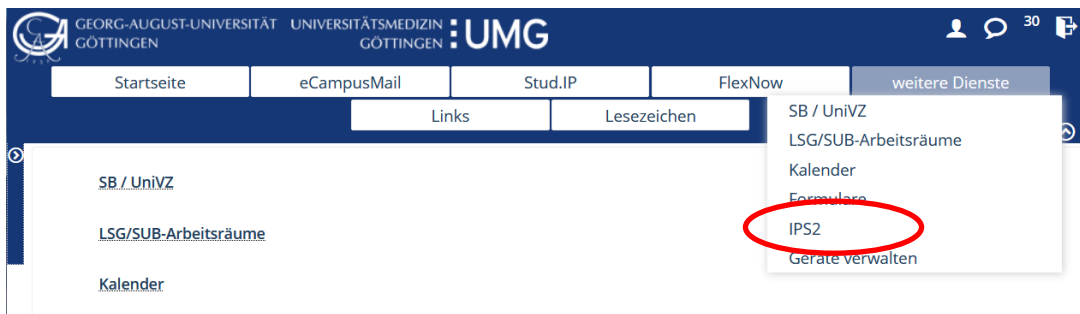 GEORG-AUGUST-UNIVERSITÄT UNIVERSITÄTSMEDIZIN UMG
GÖTTINGEN GÖTTINGEN
30
Startseite eCampusMail Stud.IP FlexNow weitere Dienste
Links Lesezeichen
SB / UniVZ
LSG/SUB-Arbeitsräume
Kalender
Formulare
IPS2
Geräte verwalten
SB / UniVZ
LSG/SUB-Arbeitsräume
Kalender